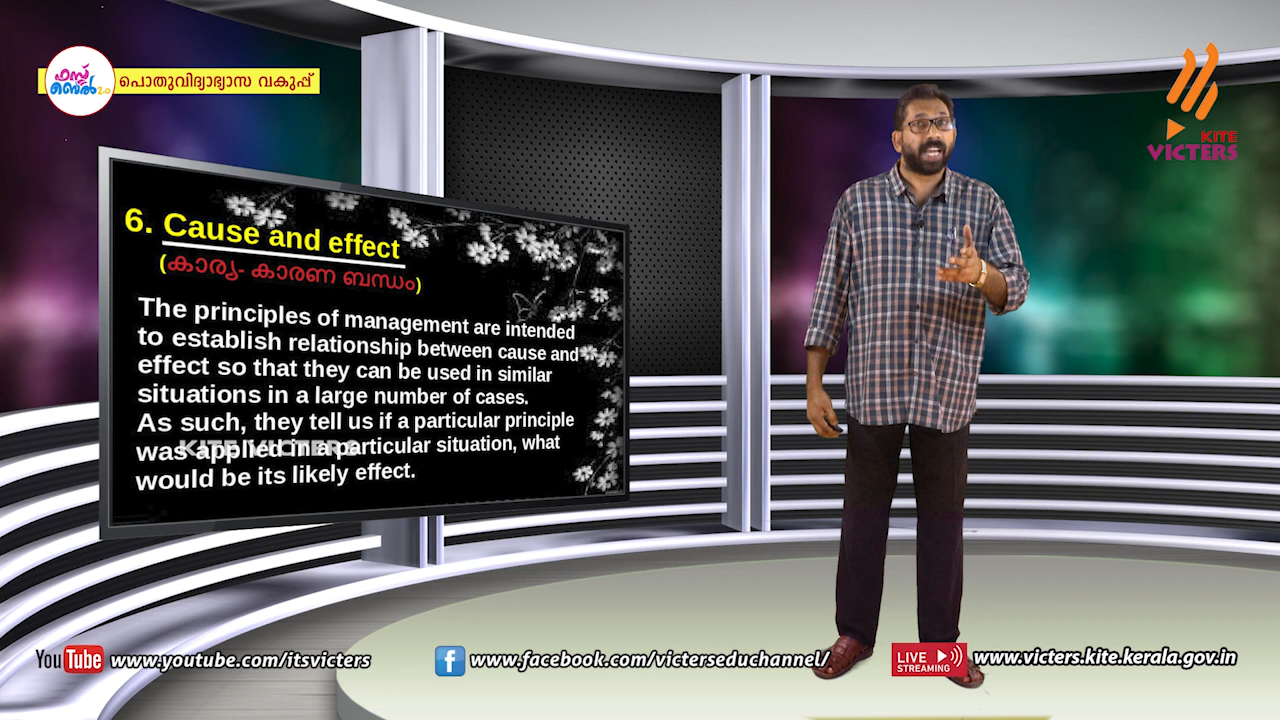 ഫസ്റ്റ്
ബെൽ 2.0
പൊതുവിദ്യാഭ്യാസ വകുപ്പ്
KITE
VICTERS
6. Cause and effect
(കാര്യ- കാരണ ബന്ധം)
The principles of management are intended
to establish relationship between cause and
effect so that they can be used in similar
situations in a large number of cases.
As such, they tell us if a particular principle
was applied in a particular situation, what
would be its likely effect.
KITE VICTERS
YouTube www.youtube.com/itsvicters
f www.facebook.com/victerseduchannel/
LIVE
STREAMING
www.victers.kite.kerala.gov.in